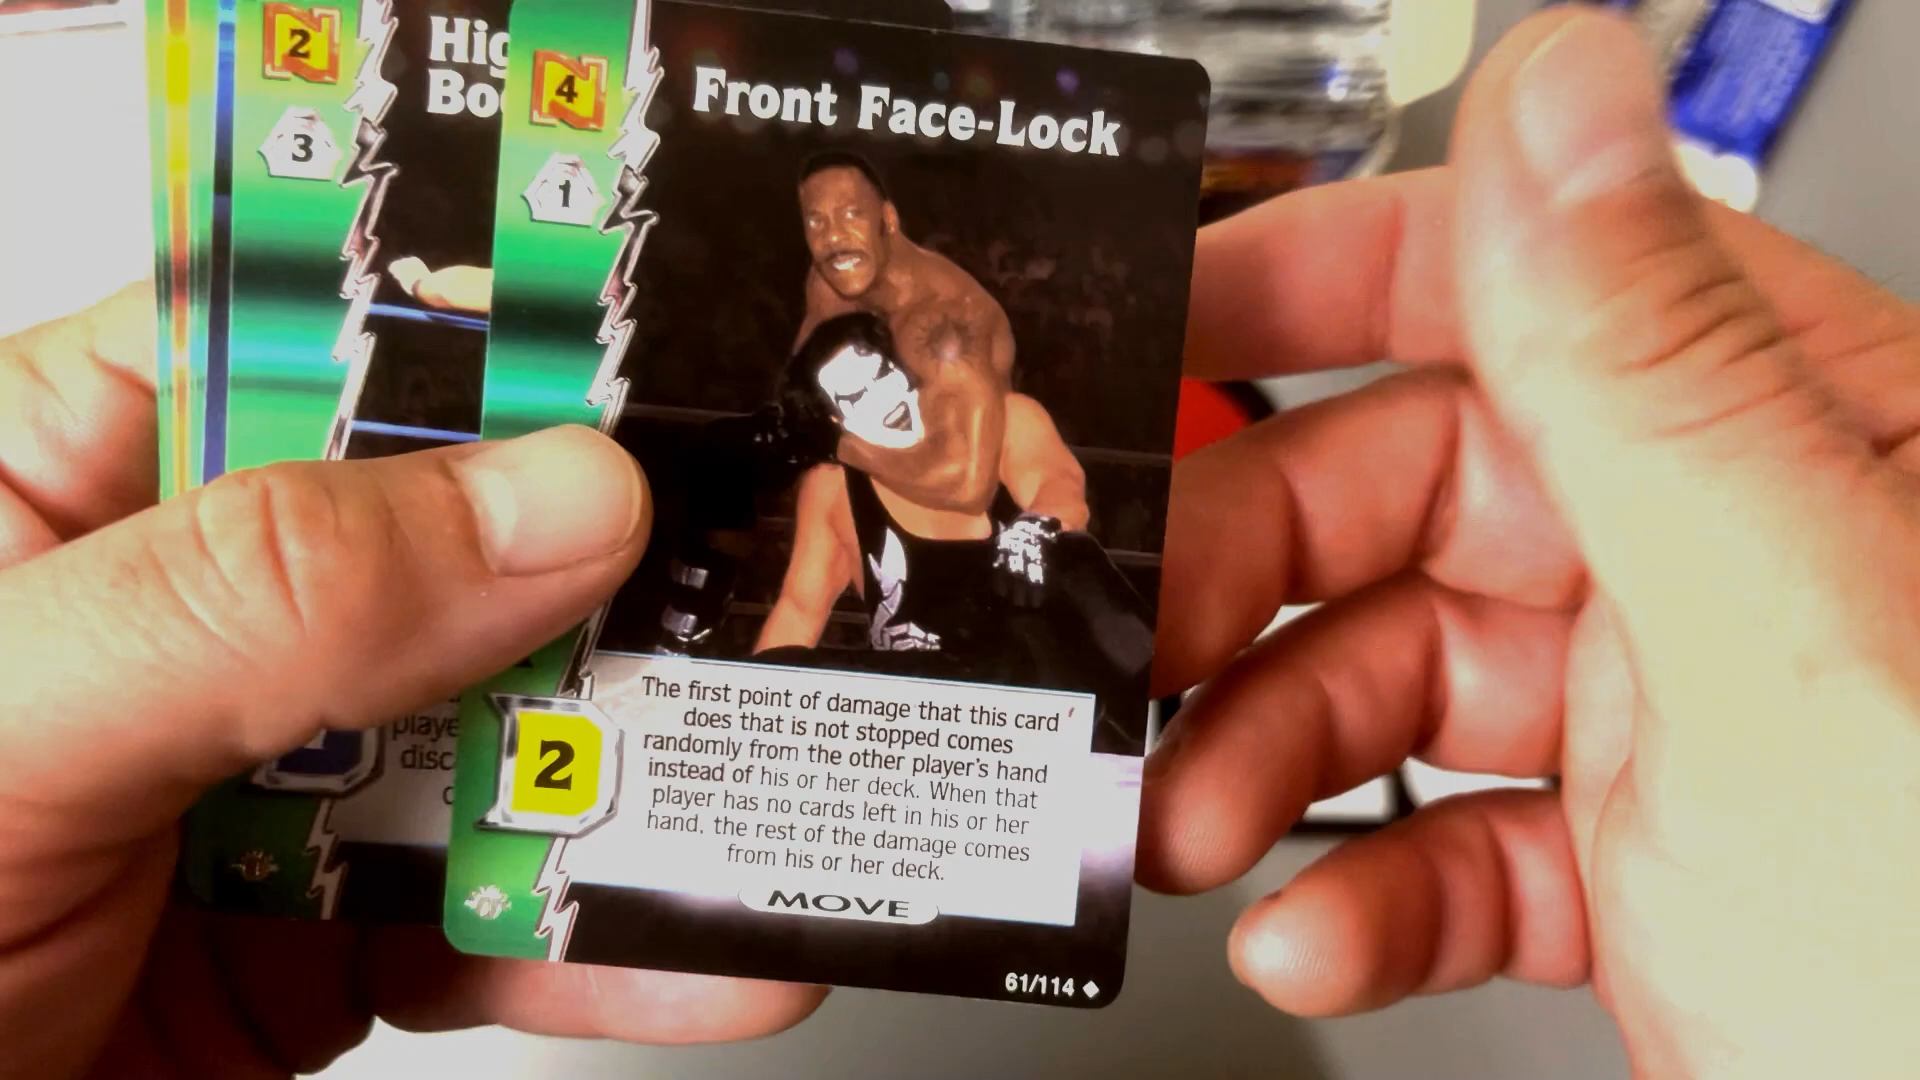 2
3
Hig
Bo
4
1
Front Face-Lock
The first point of damage that this card
does that is not stopped comes
randomly from the other player's hand
instead of his or her deck. When that
player has no cards left in his or her
hand, the rest of the damage comes
from his or her deck.
2
MOVE
61/114
playe
disc